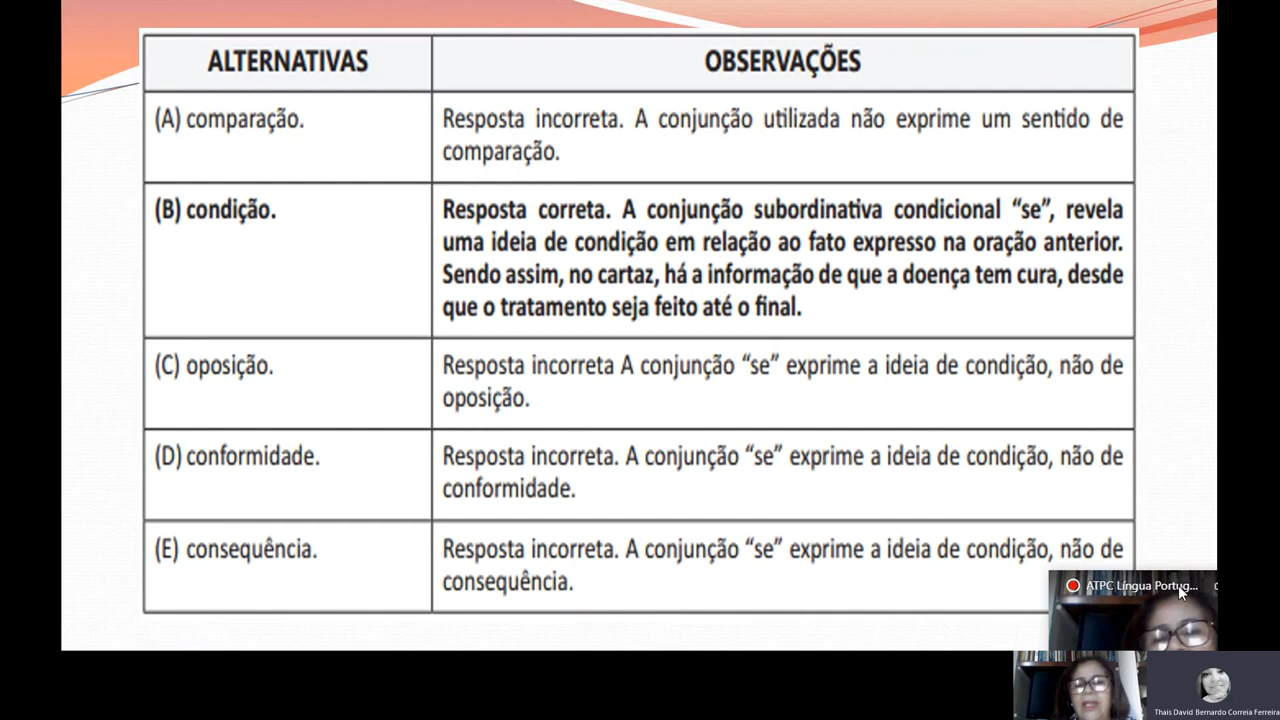 ALTERNATIVAS
OBSERVAÇÕES
(A) comparação.
Resposta incorreta. A conjunção utilizada não exprime um sentido de
comparação.
(B) condição.
Resposta correta. A conjunção subordinativa condicional “se”, revela
uma ideia de condição em relação ao fato expresso na oração anterior.
Sendo assim, no cartaz, há a informação de que a doença tem cura, desde
que o tratamento seja feito até o final.
(C) oposição.
Resposta incorreta A conjunção “se” exprime a ideia de condição, não de
oposição.
(D) conformidade.
Resposta incorreta. A conjunção “se” exprime a ideia de condição, não de
conformidade.
(E) consequência.
Resposta incorreta. A conjunção “se” exprime a ideia de condição, não de
consequência.
ATPC Língua Portug...
Thais David Bernardo Correia Ferreira